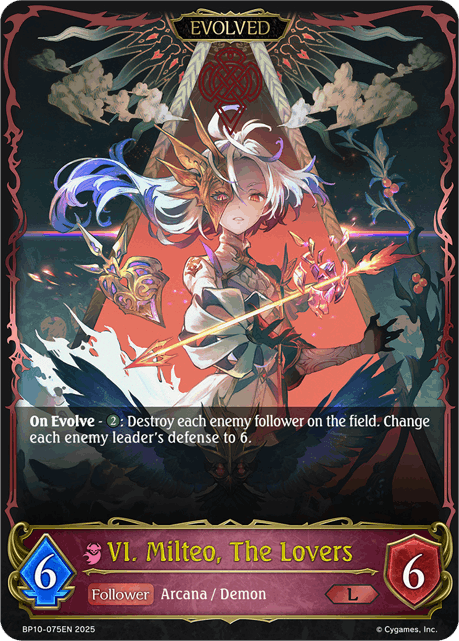 EVOLVED
On Evolve - 2 : Destroy each enemy follower on the field. Change
each enemy leader's defense to 6.
VI. Milteo, The Lovers
6
Follower
Arcana / Demon
L
6
BP10-075EN 2025
© Cygames, Inc.